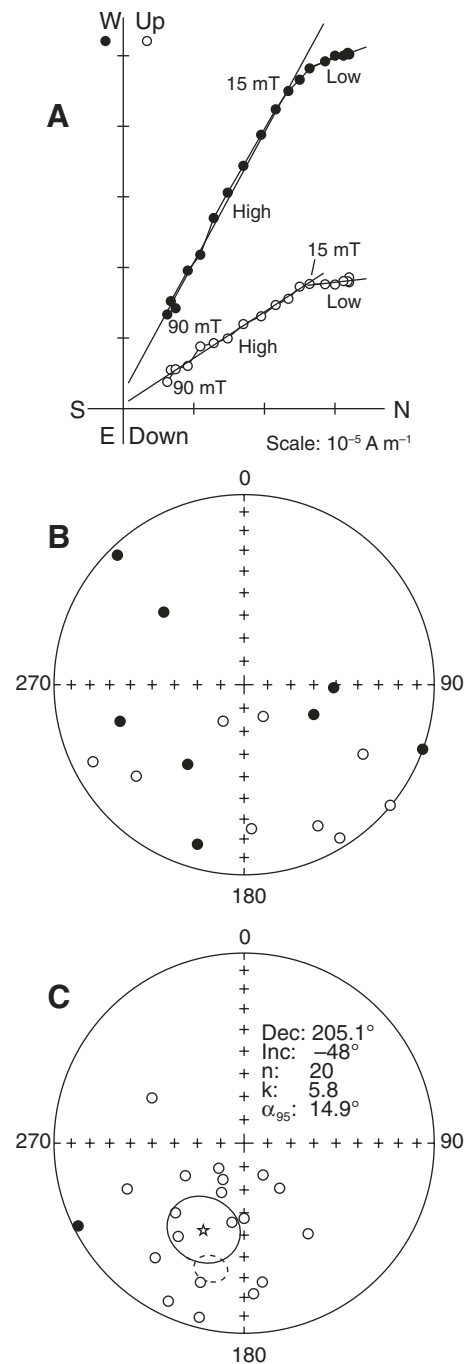 W Up
A
15 mT
Low
High
90 mT
15 mT
Low
High
90 mT
S N
E Down
Scale: 10⁻⁵ A m⁻¹
B
0
270 90
180
C
0
Dec: 205.1°
Inc: –48°
n: 20
k: 5.8
α₉₅: 14.9°
270 90
180